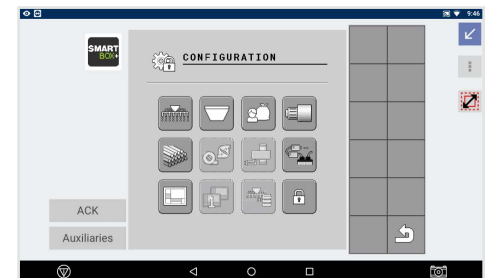 9:46
SMART
BOX+
CONFIGURATION
ACK
Auxiliaries